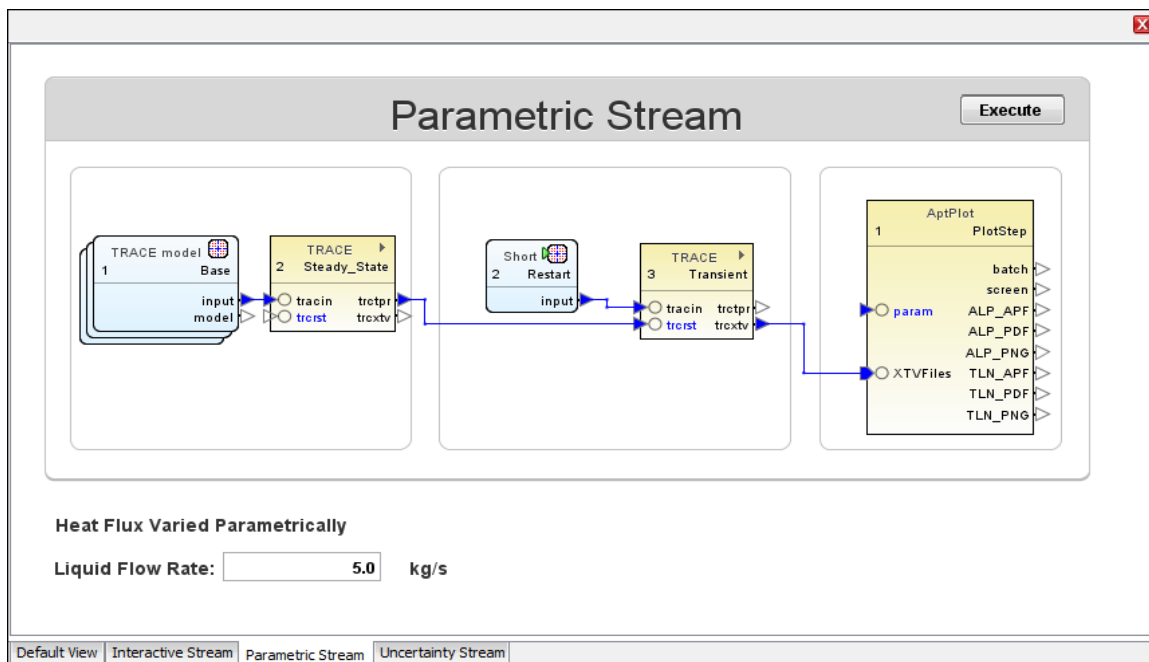 Parametric Stream
Execute
TRACE model
1 Base
input
model
TRACE
2 Steady_State
tracin trctpr
trcrst trcxtv
Short
2 Restart
input
TRACE
3 Transient
tracin trctpr
trcrst trcxtv
AptPlot
1 PlotStep
batch
screen
param ALP_APF
ALP_PDF
ALP_PNG
XTVFiles TLN_APF
TLN_PDF
TLN_PNG
Heat Flux Varied Parametrically
Liquid Flow Rate: 5.0 kg/s
Default View Interactive Stream Parametric Stream Uncertainty Stream